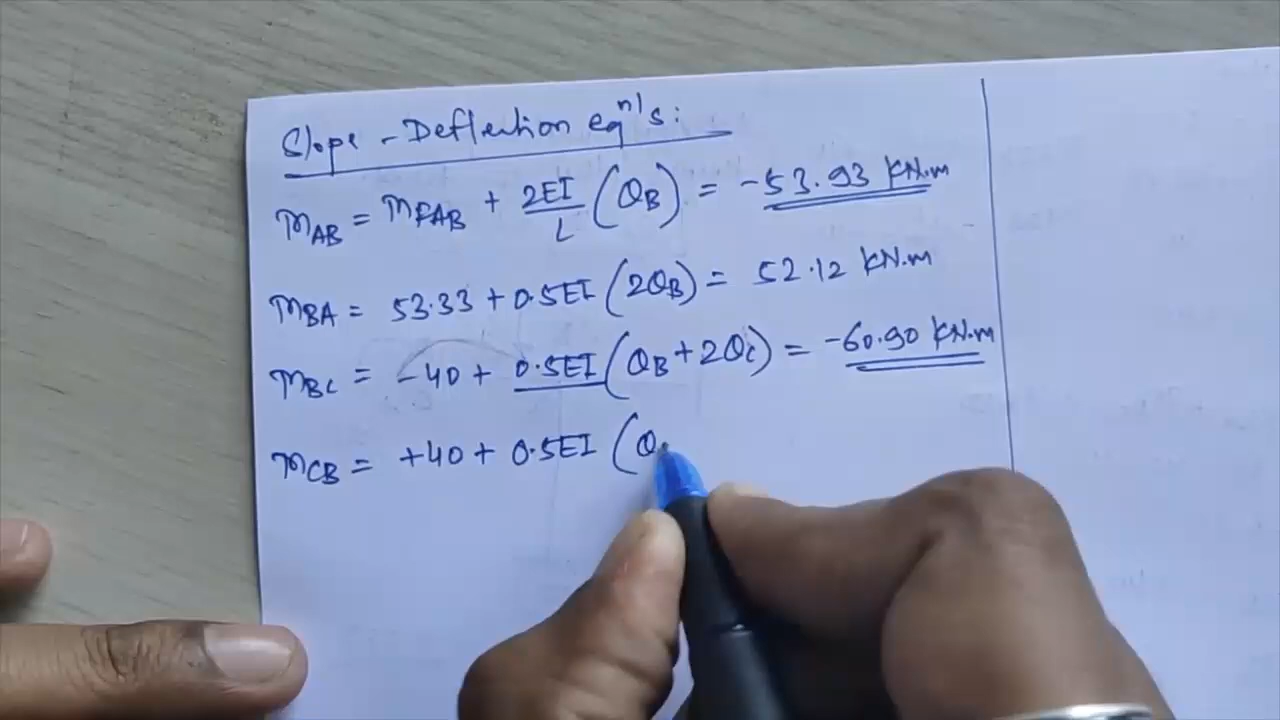 Slope - Deflection eqn/s:
MAB = MFAB + 2EI/L (θB) = -53.93 KN.m
MBA = 53.33 + 0.5EI (2θB) = 52.12 KN.m
MBC = -40 + 0.5EI (θB + 2θC) = -60.90 KN.m
MCB = +40 + 0.5EI (θ